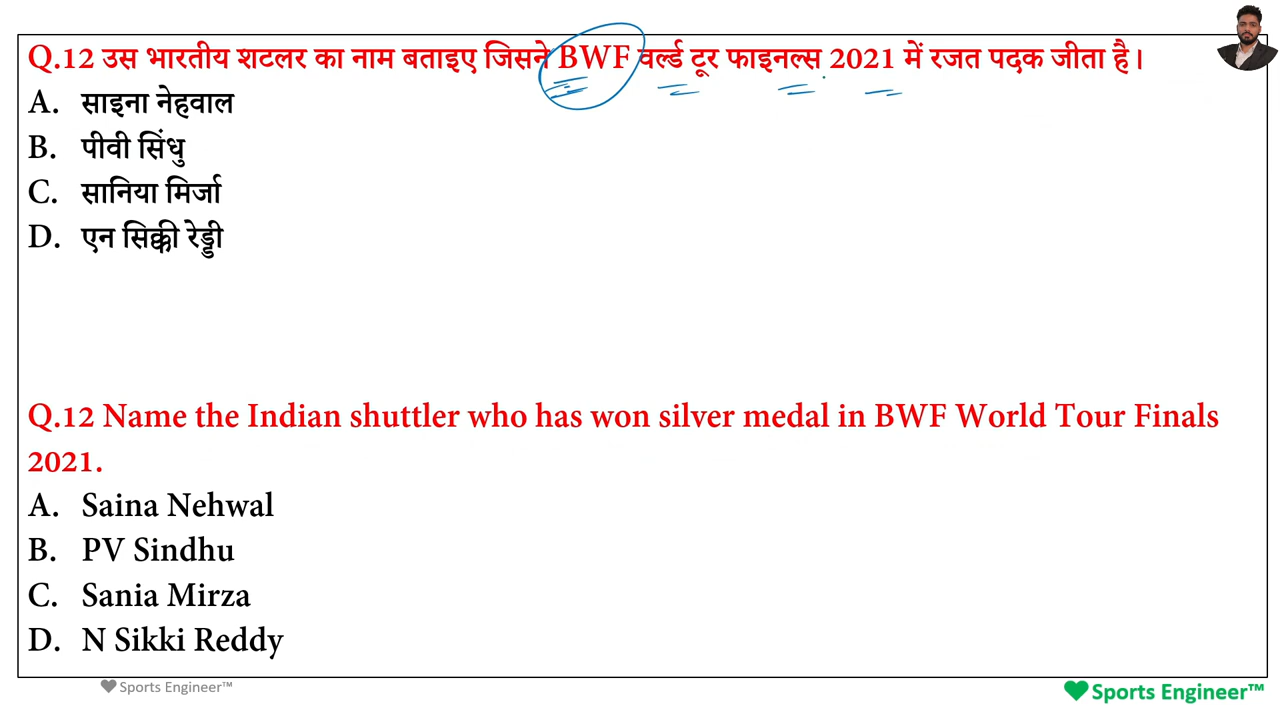 Q.12 उस भारतीय शटलर का नाम बताइए जिसने BWF वर्ल्ड टूर फाइनल्स 2021 में रजत पदक जीता है।
A. साइना नेहवाल
B. पीवी सिंधु
C. सानिया मिर्जा
D. एन सिक्की रेड्डी
Q.12 Name the Indian shuttler who has won silver medal in BWF World Tour Finals
2021.
A. Saina Nehwal
B. PV Sindhu
C. Sania Mirza
D. N Sikki Reddy
Sports Engineer™
Sports Engineer™